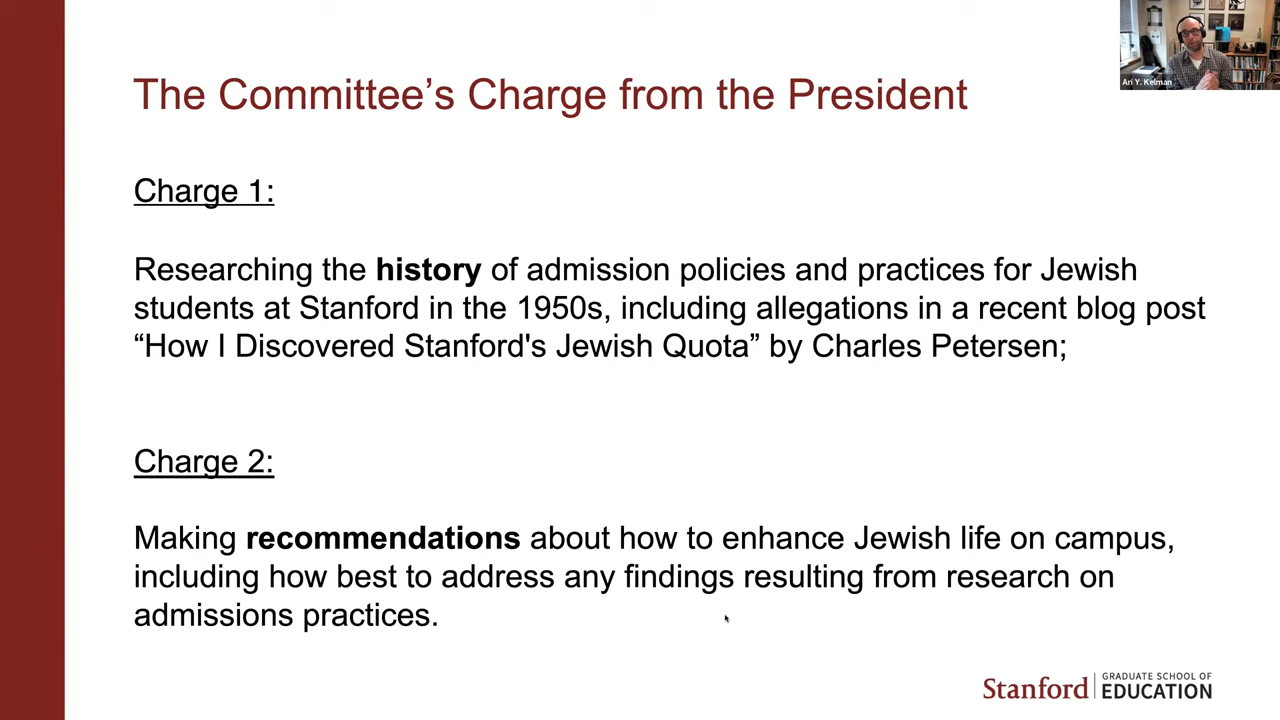 Ari Y. Kelman
The Committee’s Charge from the President
Charge 1:
Researching the history of admission policies and practices for Jewish
students at Stanford in the 1950s, including allegations in a recent blog post
“How I Discovered Stanford's Jewish Quota” by Charles Petersen;
Charge 2:
Making recommendations about how to enhance Jewish life on campus,
including how best to address any findings resulting from research on
admissions practices.
Stanford
GRADUATE SCHOOL OF
EDUCATION